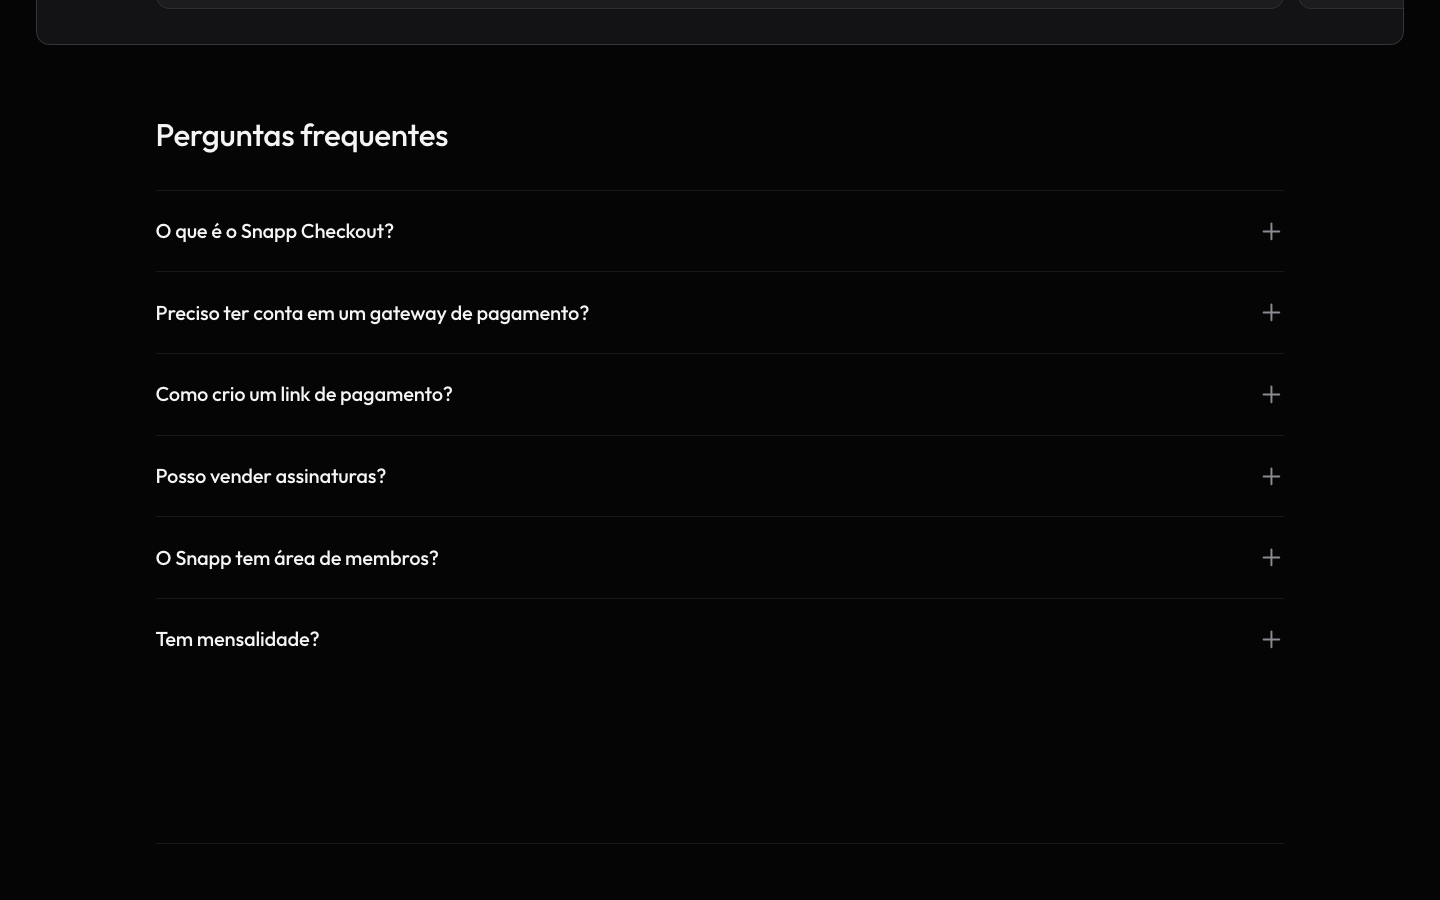 Perguntas frequentes
O que é o Snapp Checkout?
Preciso ter conta em um gateway de pagamento?
Como crio um link de pagamento?
Posso vender assinaturas?
O Snapp tem área de membros?
Tem mensalidade?